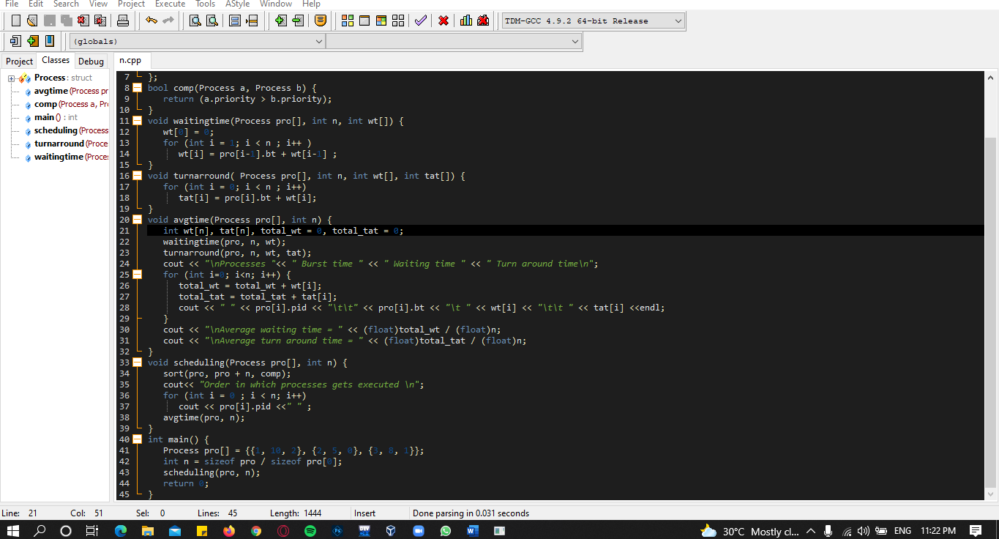 File Edit Search View Project Execute Tools AStyle Window Help
TDM-GCC 4.9.2 64-bit Release
(globals)
Project Classes Debug
n.cpp
Process : struct
avgtime (Process pr
comp (Process a, Pr
main () : int
scheduling (Process
turnarround (Proce
waitingtime (Proces
7 };
8 bool comp(Process a, Process b) {
9 return (a.priority > b.priority);
10 }
11 void waitingtime(Process pro[], int n, int wt[]) {
12 wt[0] = 0;
13 for (int i = 1; i < n ; i++ )
14 wt[i] = pro[i-1].bt + wt[i-1] ;
15 }
16 void turnarround( Process pro[], int n, int wt[], int tat[]) {
17 for (int i = 0; i < n ; i++)
18 tat[i] = pro[i].bt + wt[i];
19 }
20 void avgtime(Process pro[], int n) {
21 int wt[n], tat[n], total_wt = 0, total_tat = 0;
22 waitingtime(pro, n, wt);
23 turnarround(pro, n, wt, tat);
24 cout << "\nProcesses "<< " Burst time " << " Waiting time " << " Turn around time\n";
25 for (int i=0; i<n; i++) {
26 total_wt = total_wt + wt[i];
27 total_tat = total_tat + tat[i];
28 cout << " " << pro[i].pid << "\t\t" << pro[i].bt << "\t " << wt[i] << "\t\t " << tat[i] <<endl;
29 }
30 cout << "\nAverage waiting time = " << (float)total_wt / (float)n;
31 cout << "\nAverage turn around time = " << (float)total_tat / (float)n;
32 }
33 void scheduling(Process pro[], int n) {
34 sort(pro, pro + n, comp);
35 cout<< "Order in which processes gets executed \n";
36 for (int i = 0 ; i < n; i++)
37 cout << pro[i].pid <<" " ;
38 avgtime(pro, n);
39 }
40 int main() {
41 Process pro[] = {{1, 10, 2}, {2, 5, 0}, {3, 8, 1}};
42 int n = sizeof pro / sizeof pro[0];
43 scheduling(pro, n);
44 return 0;
45 }
Line: 21 Col: 51 Sel: 0 Lines: 45 Length: 1444 Insert Done parsing in 0.031 seconds
Ps DEV W 30°C Mostly cl... ENG 11:22 PM